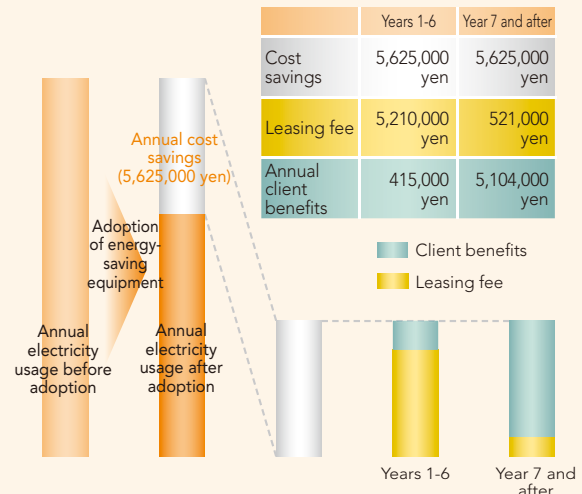 Years 1-6
Year 7 and after
Cost
savings
5,625,000
yen
5,625,000
yen
Leasing fee
5,210,000
yen
521,000
yen
Annual
client
benefits
415,000
yen
5,104,000
yen
Annual cost
savings
(5,625,000 yen)
Adoption
of energy-
saving
equipment
Annual
electricity
usage before
adoption
Annual
electricity
usage after
adoption
Client benefits
Leasing fee
Years 1-6
Year 7 and
after